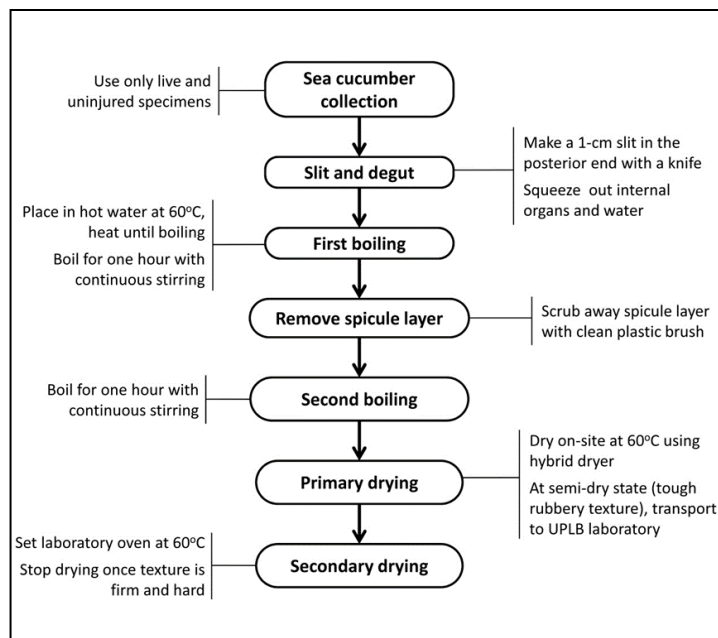 Use only live and
uninjured specimens
Sea cucumber
collection
Slit and degut
Make a 1-cm slit in the
posterior end with a knife
Squeeze out internal
organs and water
Place in hot water at 60°C,
heat until boiling
Boil for one hour with
continuous stirring
First boiling
Remove spicule layer
Scrub away spicule layer
with clean plastic brush
Boil for one hour with
continuous stirring
Second boiling
Primary drying
Dry on-site at 60°C using
hybrid dryer
At semi-dry state (tough
rubbery texture), transport
to UPLB laboratory
Set laboratory oven at 60°C
Stop drying once texture is
firm and hard
Secondary drying